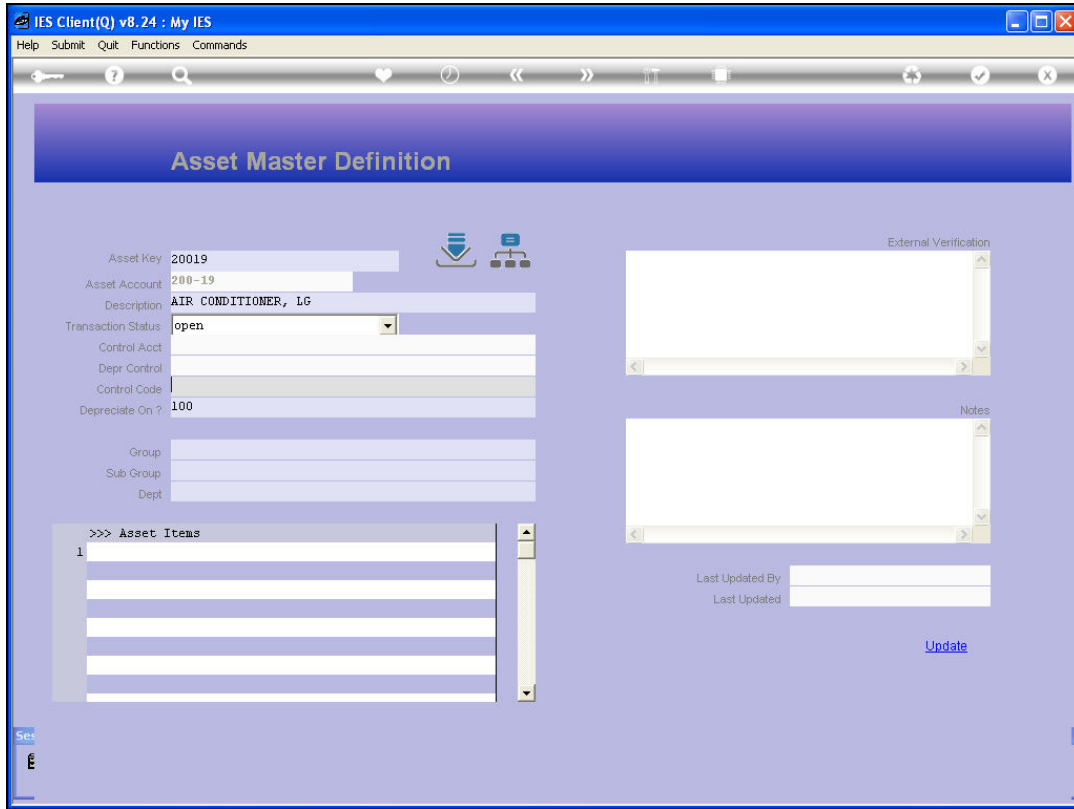 IES Client(Q) v8.24 : My IES
Help Submit Quit Functions Commands
Asset Master Definition
Asset Key 20019
Asset Account 200-19
Description AIR CONDITIONER, LG
Transaction Status open
Control Acct
Depr Control
Control Code
Depreciate On ? 100
Group
Sub Group
Dept
>>> Asset Items
1
External Verification
Notes
Last Updated By
Last Updated
Update
Ses